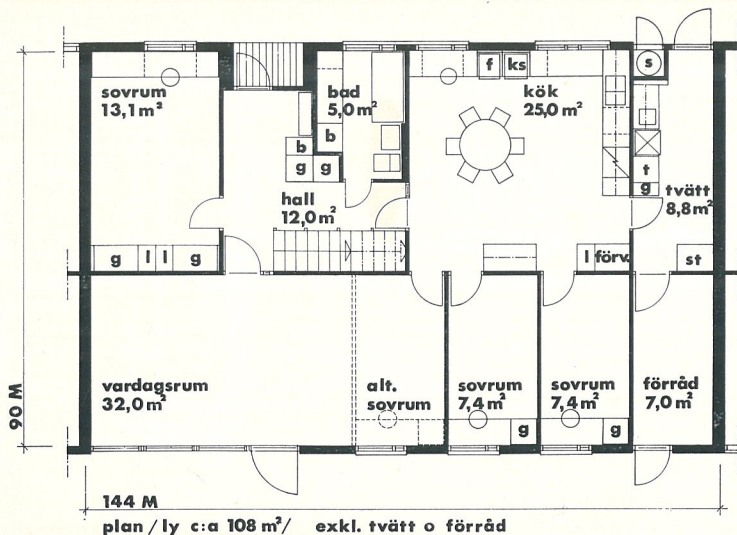 sovrum
13,1 m²
bad
5,0 m²
b
f
ks
kök
25,0 m²
s
b
g
g
t
g
tvätt
8,8 m²
hall
12,0 m²
g
l
l
g
l
förv.
st
vardagsrum
32,0 m²
alt.
sovrum
sovrum
7,4 m²
g
sovrum
7,4 m²
g
förråd
7,0 m²
90 M
144 M
plan / ly c:a 108 m² / exkl. tvätt o förråd